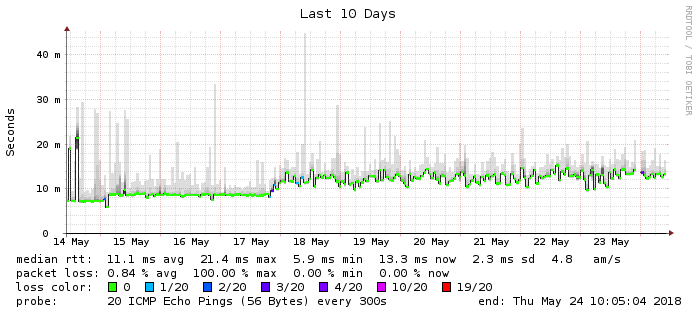 Last 10 Days
RRDTOOL / TOBI OETIKER
Seconds
40 m
30 m
20 m
10 m
0
14 May 15 May 16 May 17 May 18 May 19 May 20 May 21 May 22 May 23 May
median rtt: 11.1 ms avg 21.4 ms max 5.9 ms min 13.3 ms now 2.3 ms sd 4.8 am/s
packet loss: 0.84 % avg 100.00 % max 0.00 % min 0.00 % now
loss color: 0 1/20 2/20 3/20 4/20 10/20 19/20
probe: 20 ICMP Echo Pings (56 Bytes) every 300s end: Thu May 24 10:05:04 2018